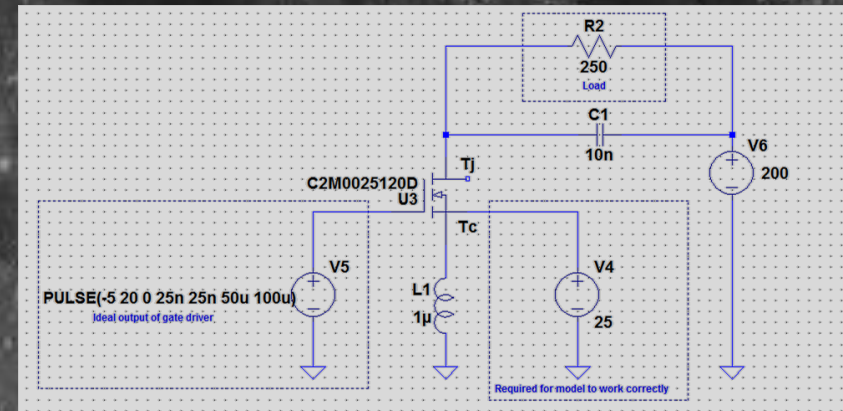 R2
250
Load
C1
10n
V6
200
Tj
C2M0025120D
U3
Tc
V5
PULSE(-5 20 0 25n 25n 50u 100u)
Ideal output of gate driver
L1
1µ
V4
25
Required for model to work correctly